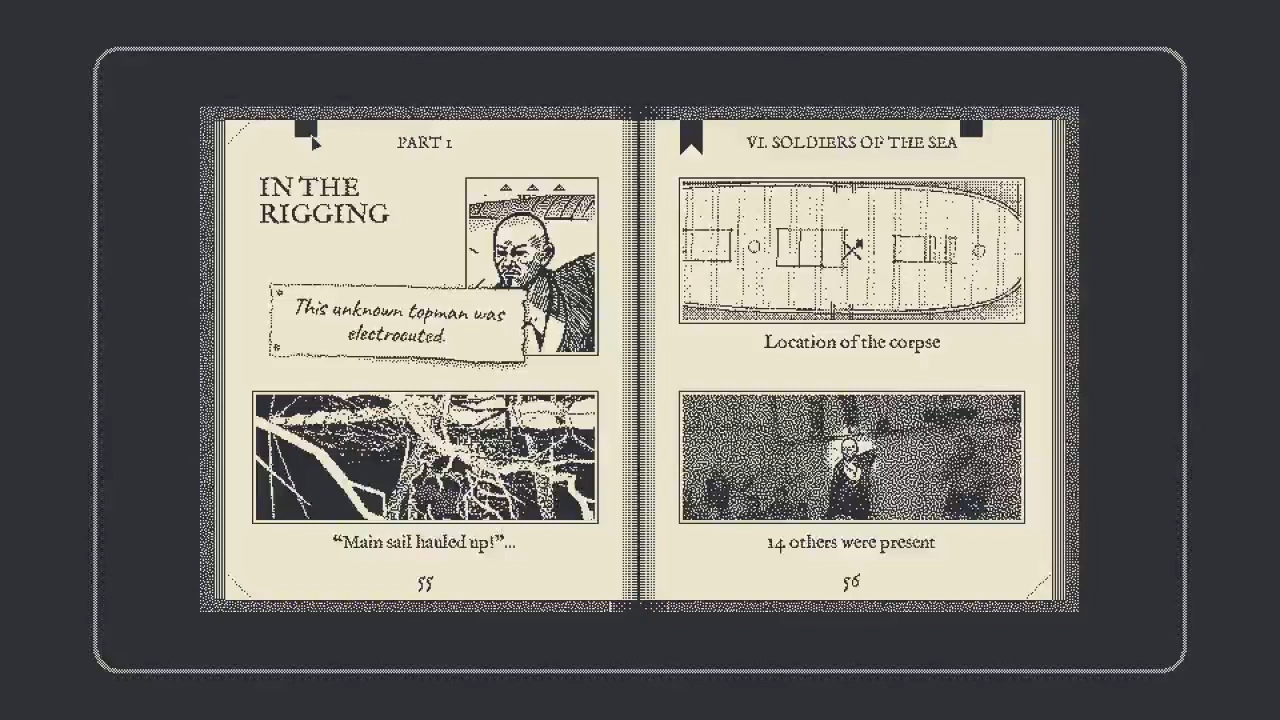 PART 1
IN THE
RIGGING
This unknown topman was
electrocuted.
“Main sail hauled up!”...
55
VI. SOLDIERS OF THE SEA
Location of the corpse
14 others were present
56